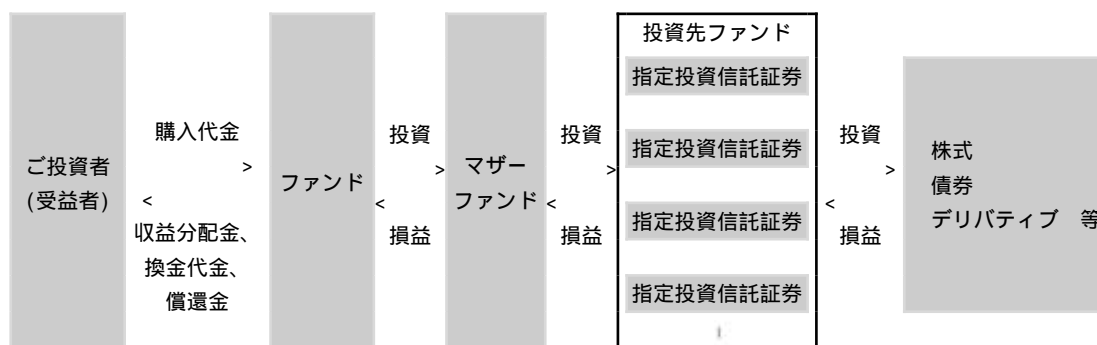 ご投資者
(受益者)
購入代金
>
<
収益分配金、
換金代金、
償還金
ファンド
投資
>
<
損益
マザー
ファンド
投資
>
<
損益
投資先ファンド
指定投資信託証券
指定投資信託証券
指定投資信託証券
指定投資信託証券
投資
>
<
損益
株式
債券
デリバティブ　等